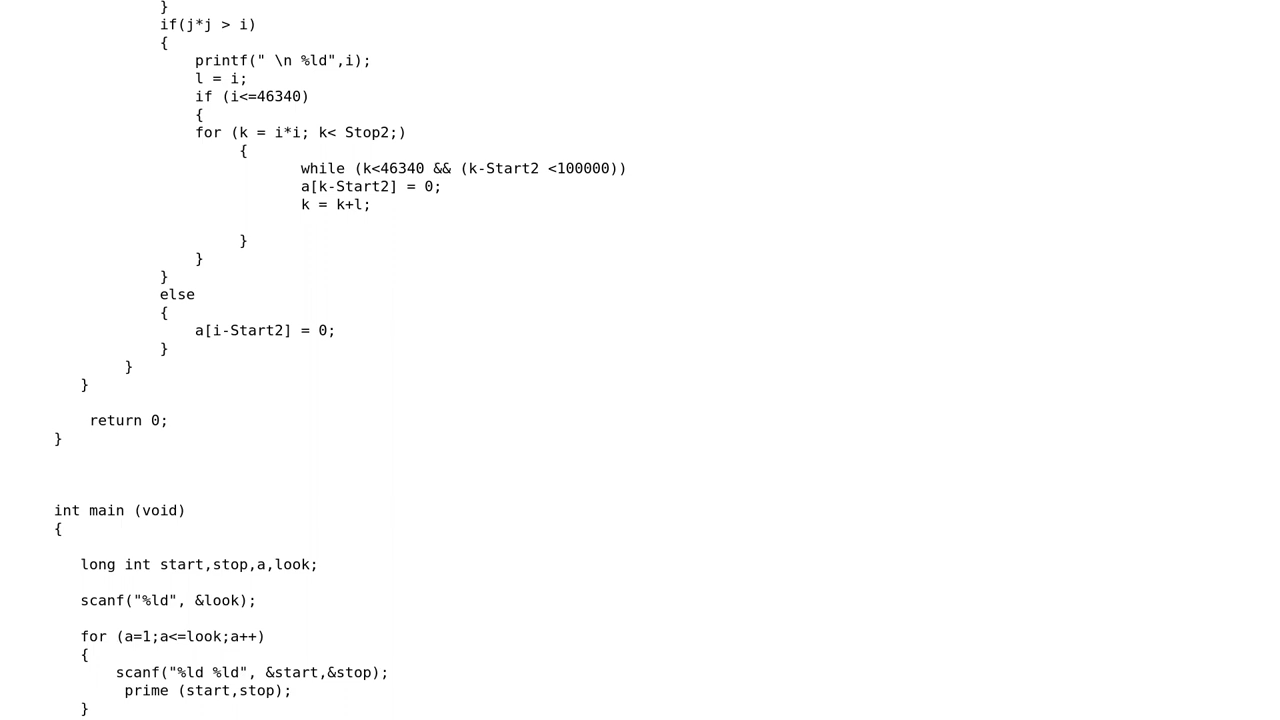 }
if(j*j > i)
{
printf(" \n %ld",i);
l = i;
if (i<=46340)
{
for (k = i*i; k< Stop2;)
{
while (k<46340 && (k-Start2 <100000))
a[k-Start2] = 0;
k = k+l;
}
}
}
else
{
a[i-Start2] = 0;
}
}
}
return 0;
}
int main (void)
{
long int start,stop,a,look;
scanf("%ld", &look);
for (a=1;a<=look;a++)
{
scanf("%ld %ld", &start,&stop);
prime (start,stop);
}